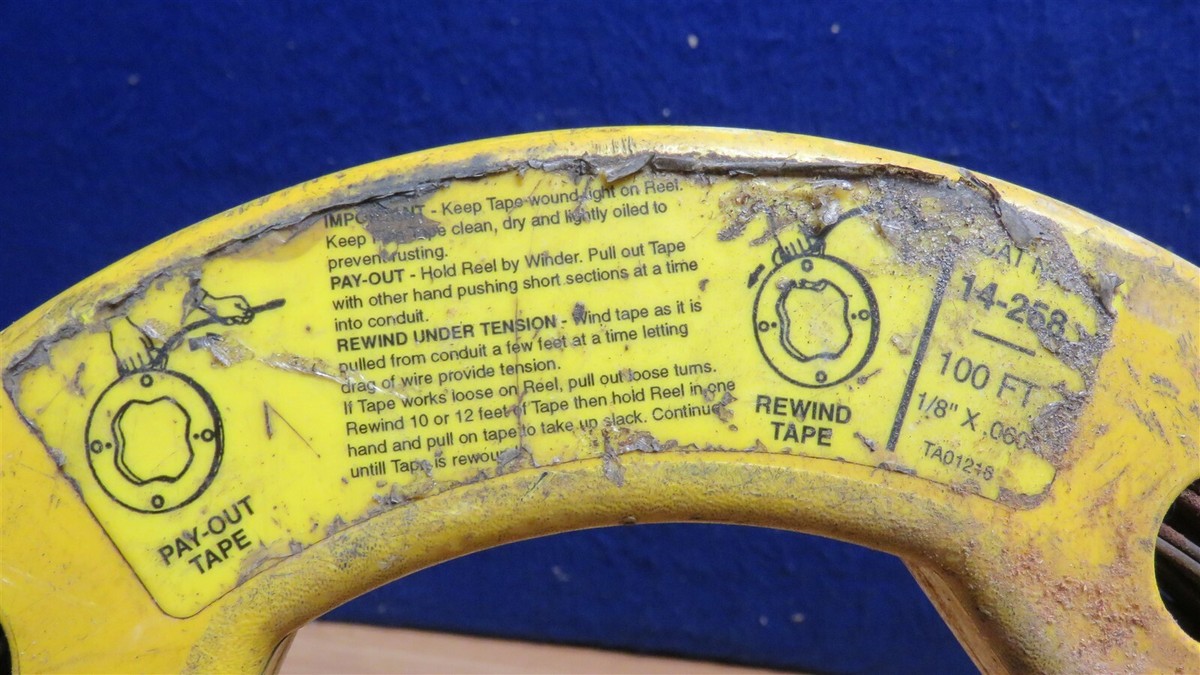 - Keep Tape wound tight on Reel.
Keep clean, dry and lightly oiled to
prevent rusting.
PAY-OUT - Hold Reel by Winder. Pull out Tape
with other hand pushing short sections at a time
into conduit.
REWIND UNDER TENSION - Wind tape as it is
pulled from conduit a few feet at a time letting
drag of wire provide tension.
If Tape works loose on Reel, pull out loose turns.
Rewind 10 or 12 feet of Tape then hold Reel in one
hand and pull on tape to take up slack. Continue
untill Tape is
PAY-OUT
TAPE
REWIND
TAPE
CAT
14-258
100 FT
1/8" X .060
TA01218